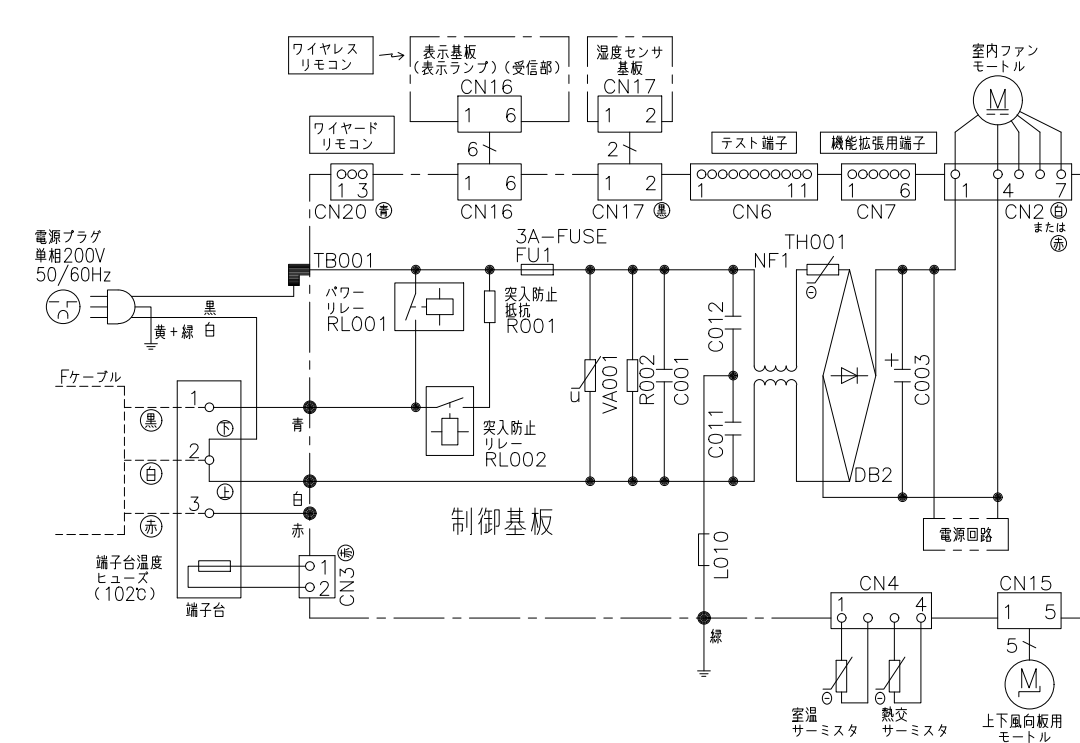 ワイヤレス
リモコン
表示基板
(表示ランプ)(受信部)
CN16
1 6
6
1 6
CN16
湿度センサ
基板
CN17
1 2
2
1 2
CN17 黒
室内ファン
モートル
M
ワイヤード
リモコン
1 3
CN20 青
テスト端子
1 11
CN6
機能拡張用端子
1 6
CN7
1 4 7
CN2 白
または
赤
電源プラグ
単相200V
50/60Hz
黒
黄+緑 白
TB001
パワー
リレー
RL001
3A-FUSE
FU1
突入防止
抵抗
R001
突入防止
リレー
RL002
u
VA001
R002
C001
C012
C011
NF1
TH001
Θ
DB2
+
C003
電源回路
Fケーブル
黒
白
赤
1
下
2
上
3
青
白
赤
端子台温度
ヒューズ
(102℃)
端子台
1
2
CN3 赤
制御基板
L010
緑
CN4
1 4
Θ
Θ
室温
サーミスタ
熱交
サーミスタ
CN15
1 5
5
M
上下風向板用
モートル